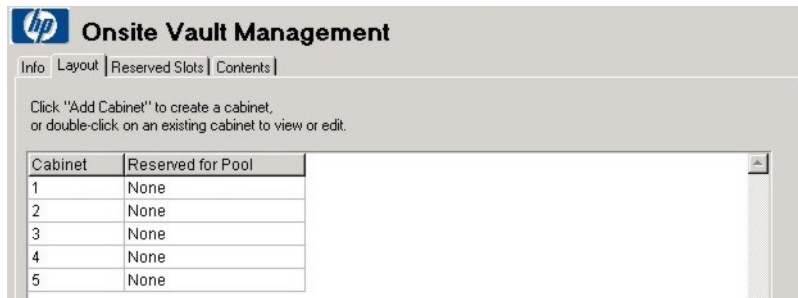 hp Onsite Vault Management
Info Layout Reserved Slots Contents
Click "Add Cabinet" to create a cabinet,
or double-click on an existing cabinet to view or edit.
Cabinet Reserved for Pool
1 None
2 None
3 None
4 None
5 None